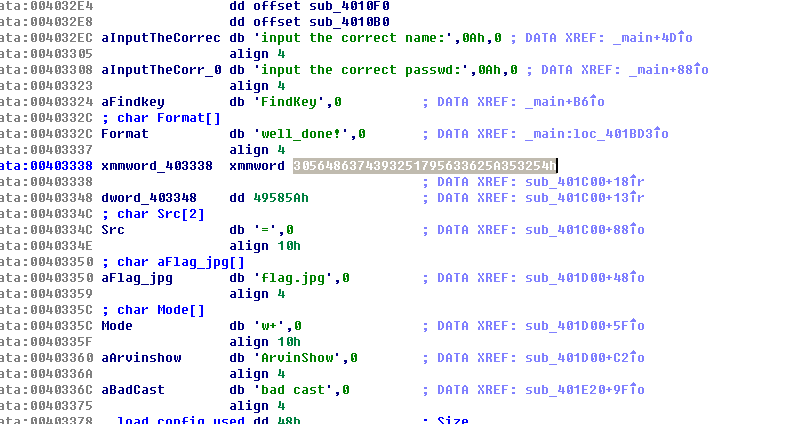 ata:004032E4 dd offset sub_4010F0
ata:004032E8 dd offset sub_4010B0
ata:004032EC aInputTheCorrec db 'input the correct name:',0Ah,0 ; DATA XREF: _main+4D↑o
ata:00403305 align 4
ata:00403308 aInputTheCorr_0 db 'input the correct passwd:',0Ah,0 ; DATA XREF: _main+88↑o
ata:00403323 align 4
ata:00403324 aFindkey db 'FindKey',0 ; DATA XREF: _main+B6↑o
ata:0040332C ; char Format[]
ata:0040332C Format db 'well_done!',0 ; DATA XREF: _main:loc_401BD3↑o
ata:00403337 align 4
ata:00403338 xmmword_403338 xmmword 3056486374393251795633625A353254h
ata:00403338 ; DATA XREF: sub_401C00+18↑r
ata:00403348 dword_403348 dd 49585Ah ; DATA XREF: sub_401C00+13↑r
ata:0040334C ; char Src[2]
ata:0040334C Src db '=',0 ; DATA XREF: sub_401C00+88↑o
ata:0040334E align 10h
ata:00403350 ; char aFlag_jpg[]
ata:00403350 aFlag_jpg db 'flag.jpg',0 ; DATA XREF: sub_401D00+48↑o
ata:00403359 align 4
ata:0040335C ; char Mode[]
ata:0040335C Mode db 'w+',0 ; DATA XREF: sub_401D00+5F↑o
ata:0040335F align 10h
ata:00403360 aArvinshow db 'ArvinShow',0 ; DATA XREF: sub_401D00+C2↑o
ata:0040336A align 4
ata:0040336C aBadCast db 'bad cast',0 ; DATA XREF: sub_401E20+9F↑o
ata:00403375 align 4
ata:00403378 __load_config_used dd 48h ; Size